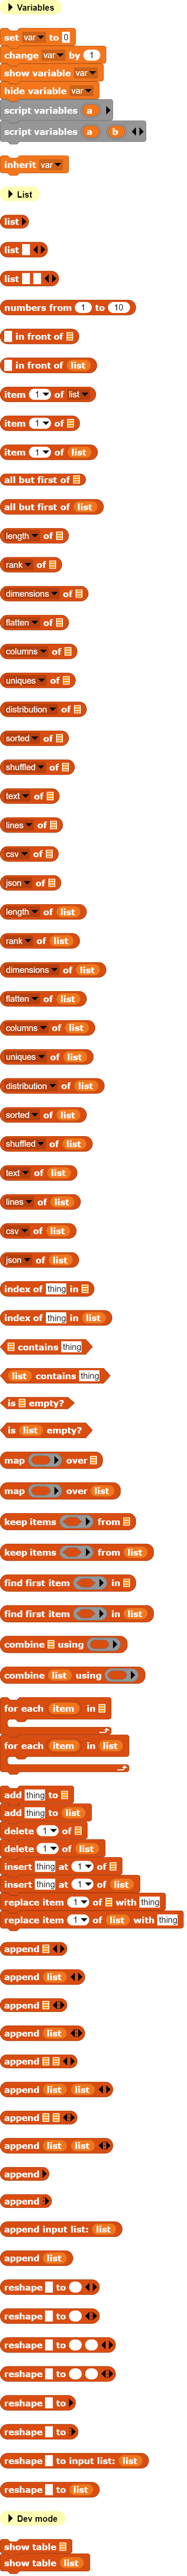 Variables
set var to 0
change var by 1
show variable var
hide variable var
script variables a
script variables a b
inherit var
List
list
list
list
numbers from 1 to 10
in front of
in front of list
item 1 of list
item 1 of
item 1 of list
all but first of
all but first of list
length of
rank of
dimensions of
flatten of
columns of
uniques of
distribution of
sorted of
shuffled of
text of
lines of
csv of
json of
length of list
rank of list
dimensions of list
flatten of list
columns of list
uniques of list
distribution of list
sorted of list
shuffled of list
text of list
lines of list
csv of list
json of list
index of thing in
index of thing in list
contains thing
list contains thing
is empty?
is list empty?
map over
map over list
keep items from
keep items from list
find first item in
find first item in list
combine using
combine list using
for each item in
for each item in list
add thing to
add thing to list
delete 1 of
delete 1 of list
insert thing at 1 of
insert thing at 1 of list
replace item 1 of with thing
replace item 1 of list with thing
append
append list
append
append list
append
append list list
append
append list list
append
append
append input list: list
append list
reshape to
reshape to
reshape to
reshape to
reshape to
reshape to
reshape to input list: list
reshape to list
Dev mode
show table
show table list